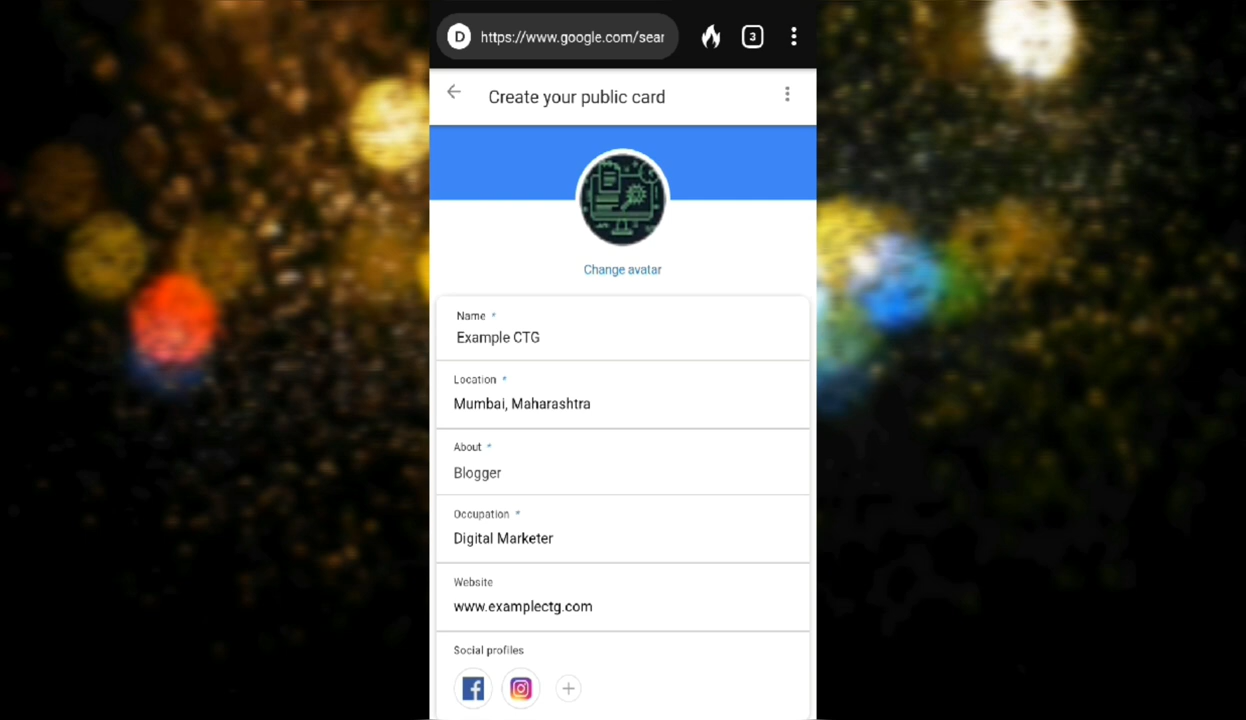 D https://www.google.com/sear 3
Create your public card
Change avatar
Name *
Example CTG
Location *
Mumbai, Maharashtra
About *
Blogger
Occupation *
Digital Marketer
Website
www.examplectg.com
Social profiles